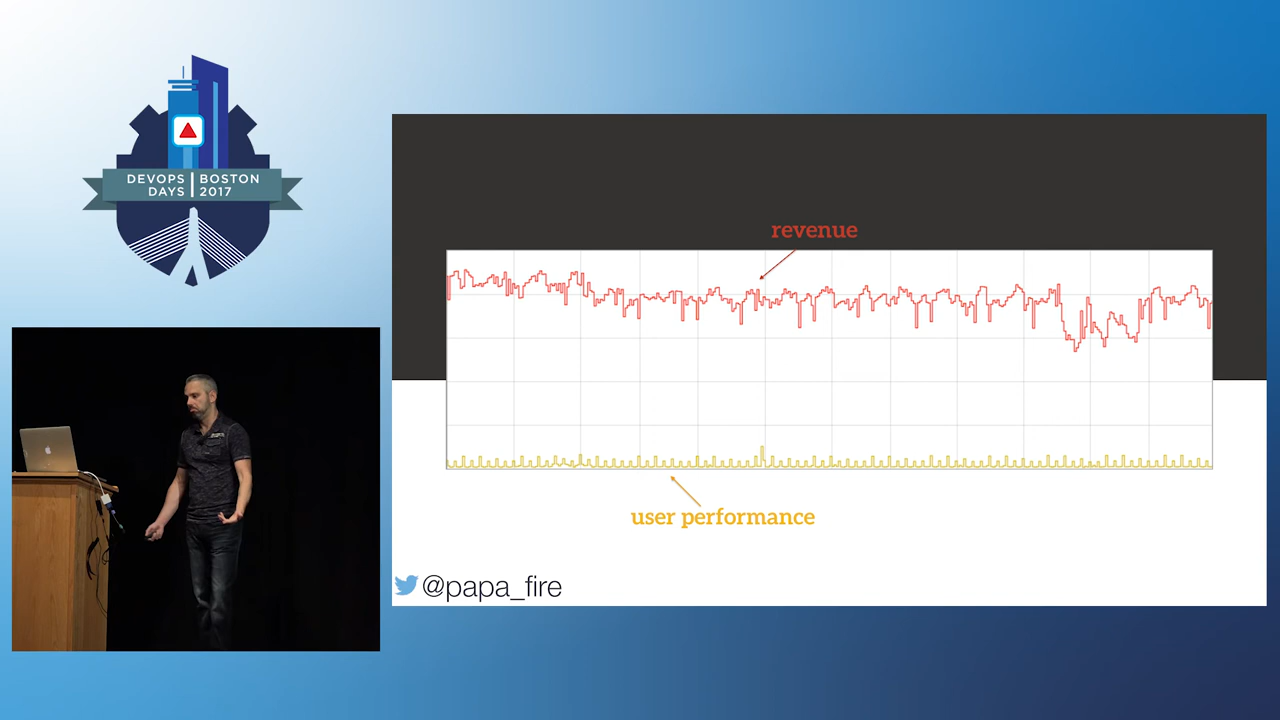 DEVOPS BOSTON
DAYS 2017
revenue
user performance
@papa_fire